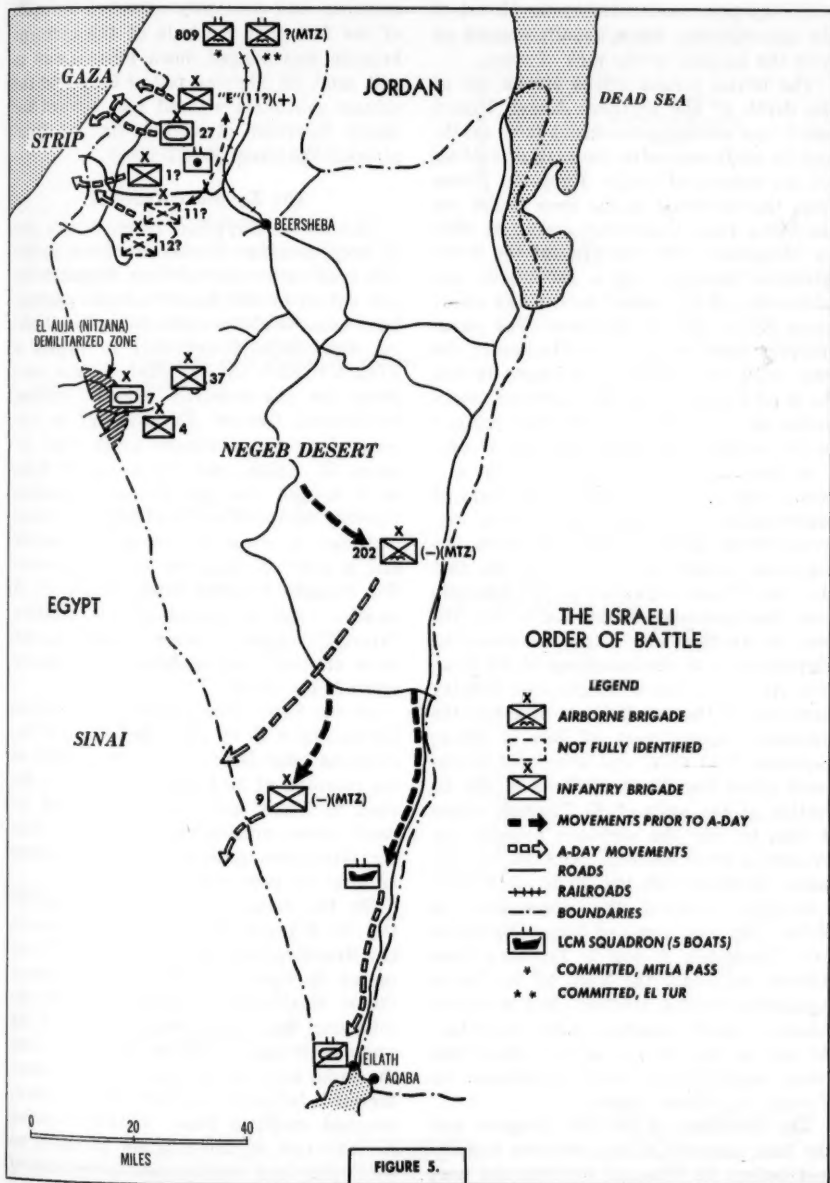 809
?(MTZ)
*
**
GAZA
STRIP
JORDAN
DEAD SEA
X
"E"(11?)(+)
X
27
X
1?
X
11?
X
12?
BEERSHEBA
EL AUJA (NITZANA)
DEMILITARIZED ZONE
X
37
X
7
X
4
NEGEB DESERT
X
202
(–)(MTZ)
EGYPT
SINAI
X
9
(–)(MTZ)
EILATH
AQABA
THE ISRAELI
ORDER OF BATTLE
LEGEND
X
AIRBORNE BRIGADE
NOT FULLY IDENTIFIED
X
INFANTRY BRIGADE
MOVEMENTS PRIOR TO A-DAY
A-DAY MOVEMENTS
ROADS
RAILROADS
BOUNDARIES
LCM SQUADRON (5 BOATS)
* COMMITTED, MITLA PASS
** COMMITTED, EL TUR
0 20 40
MILES
FIGURE 5.